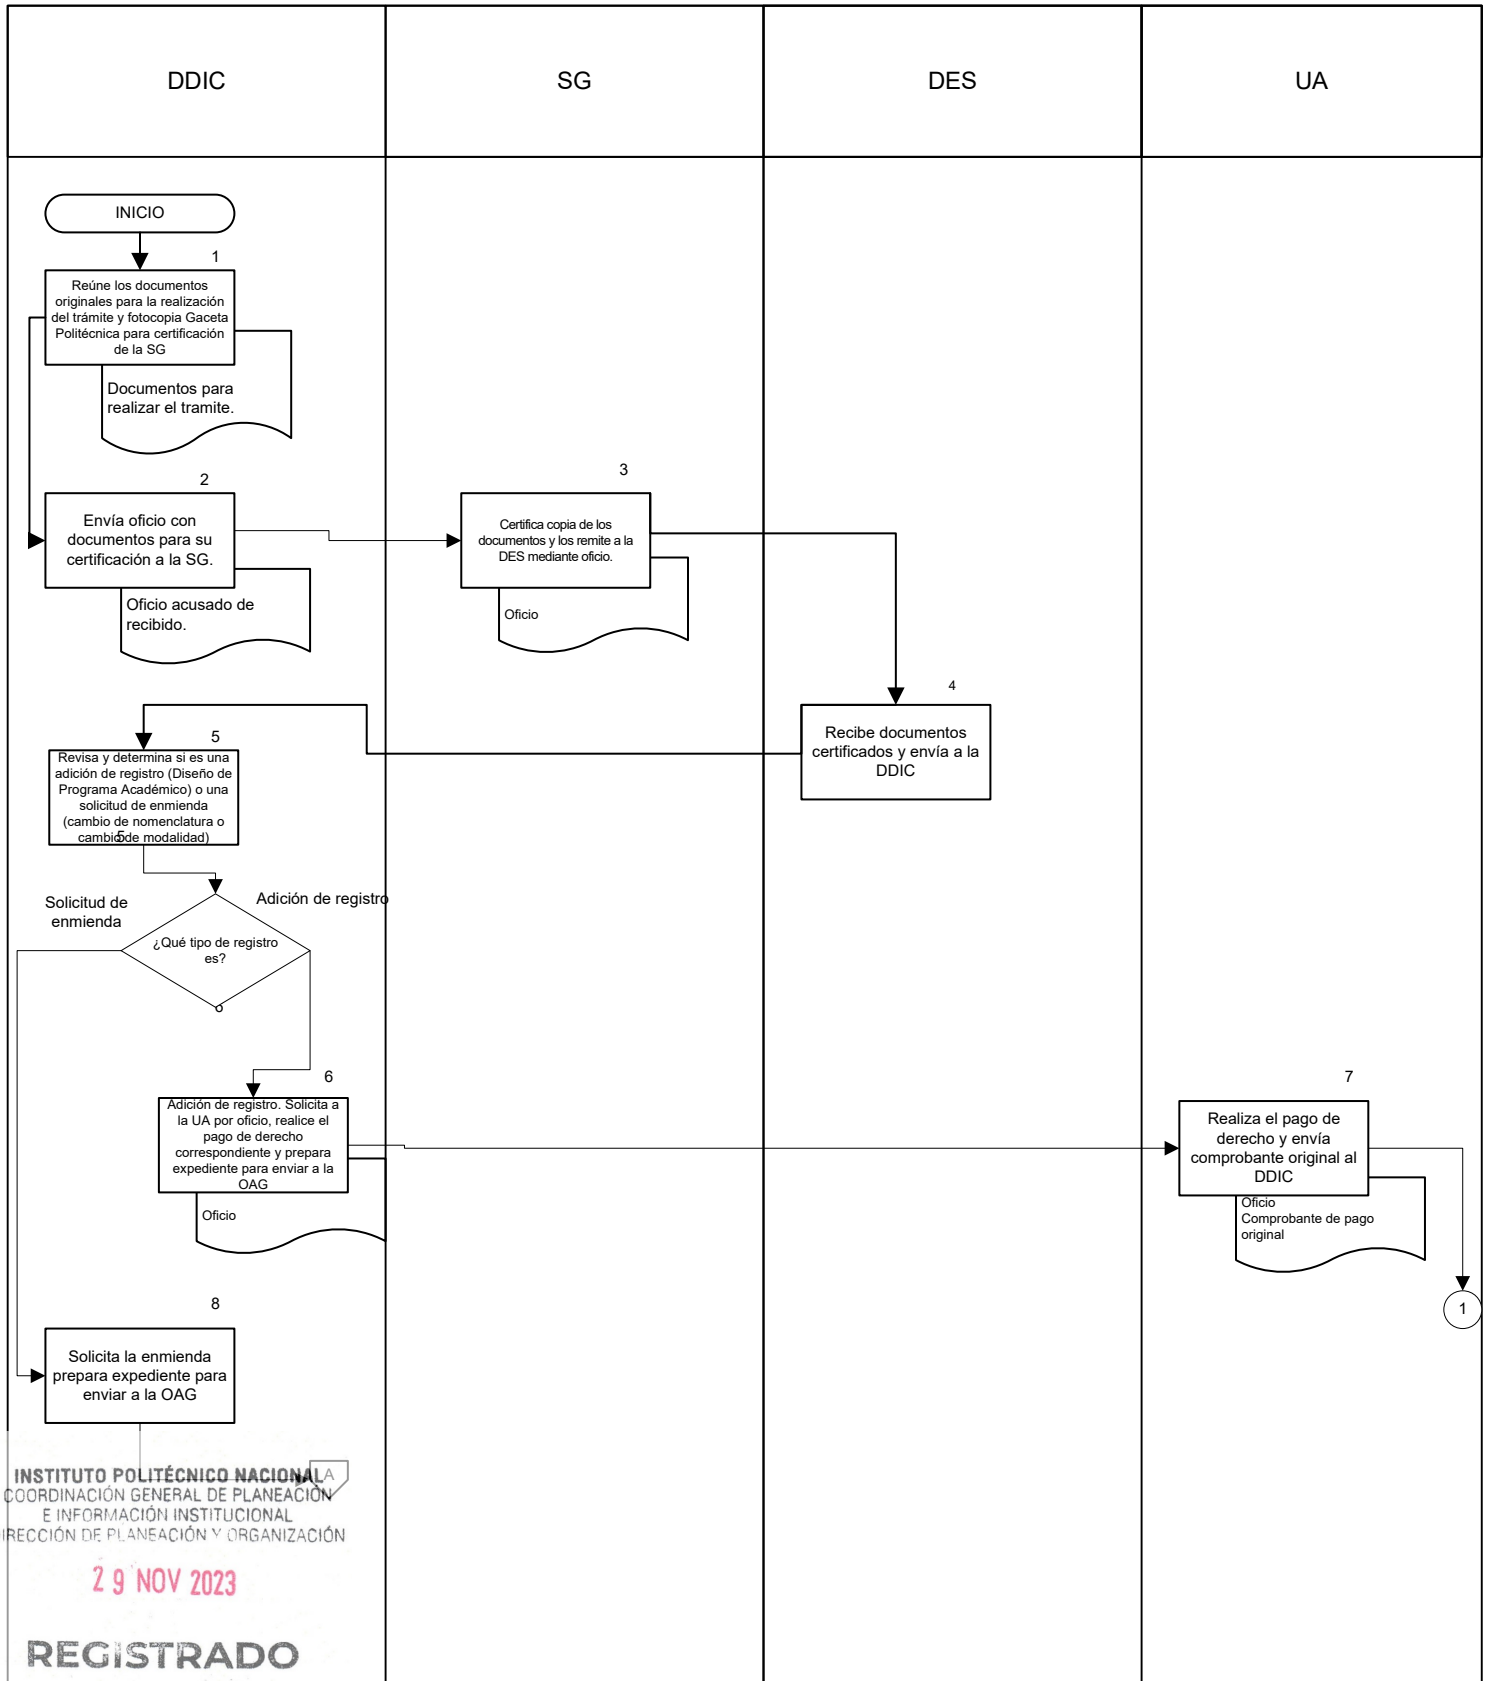 DDIC
SG
DES
UA
INICIO
1
Reúne los documentos
originales para la realización
del trámite y fotocopia Gaceta
Politécnica para certificación
de la SG
Documentos para
realizar el tramite.
2
Envía oficio con
documentos para su
certificación a la SG.
Oficio acusado de
recibido.
3
Certifica copia de los
documentos y los remite a la
DES mediante oficio.
Oficio
4
Recibe documentos
certificados y envía a la
DDIC
5
Revisa y determina si es una
adición de registro (Diseño de
Programa Académico) o una
solicitud de enmienda
(cambio de nomenclatura o
cambio de modalidad)
5
Solicitud de
enmienda
Adición de registro
¿Qué tipo de registro
es?
o
6
Adición de registro. Solicita a
la UA por oficio, realice el
pago de derecho
correspondiente y prepara
expediente para enviar a la
OAG
Oficio
7
Realiza el pago de
derecho y envía
comprobante original al
DDIC
Oficio
Comprobante de pago
original
1
8
Solicita la enmienda
prepara expediente para
enviar a la OAG
A
INSTITUTO POLITÉCNICO NACIONAL
COORDINACIÓN GENERAL DE PLANEACIÓN
E INFORMACIÓN INSTITUCIONAL
DIRECCIÓN DE PLANEACIÓN Y ORGANIZACIÓN
29 NOV 2023
REGISTRADO